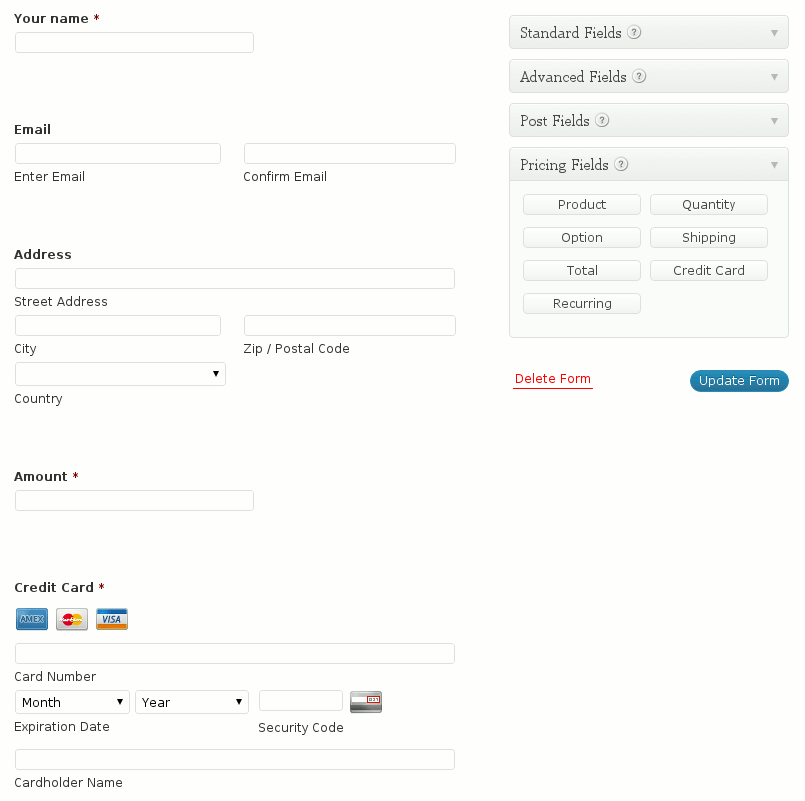 Your name *
Email
Enter Email
Confirm Email
Address
Street Address
City
Zip / Postal Code
Country
Amount *
Credit Card *
AMEX
MasterCard
VISA
Card Number
Month
Year
Expiration Date
Security Code
Cardholder Name
Standard Fields ?
Advanced Fields ?
Post Fields ?
Pricing Fields ?
Product
Quantity
Option
Shipping
Total
Credit Card
Recurring
Delete Form
Update Form